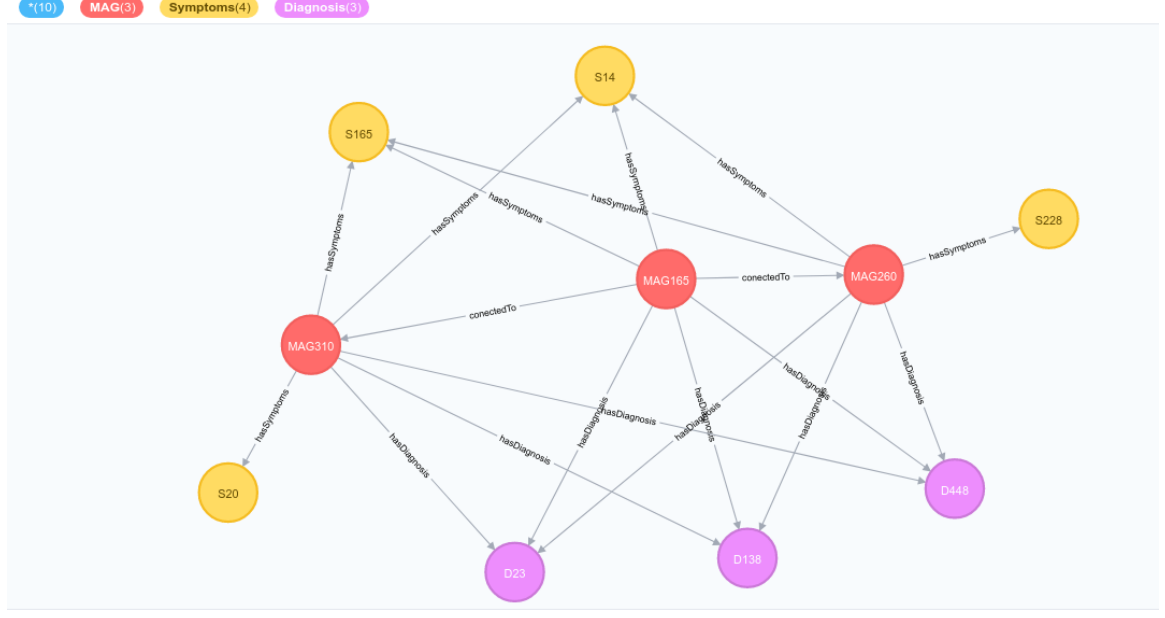 *(10) MAG(3) Symptoms(4) Diagnosis(3)
S14
S165
hasSymptoms
hasSymptoms
S228
hasSymptoms
hasSymptoms
hasSymptoms
hasSymptoms
hasSymptoms
MAG165
conectedTo
MAG260
conectedTo
MAG310
hasDiagnosis
hasDiagnosis
hasSymptoms
hasDiagnosis
hasDiagnosis
hasDiagnosis
hasDiagnosis
hasDiagnosis
hasDiagnosis
hasDiagnosis
S20
D448
D138
D23